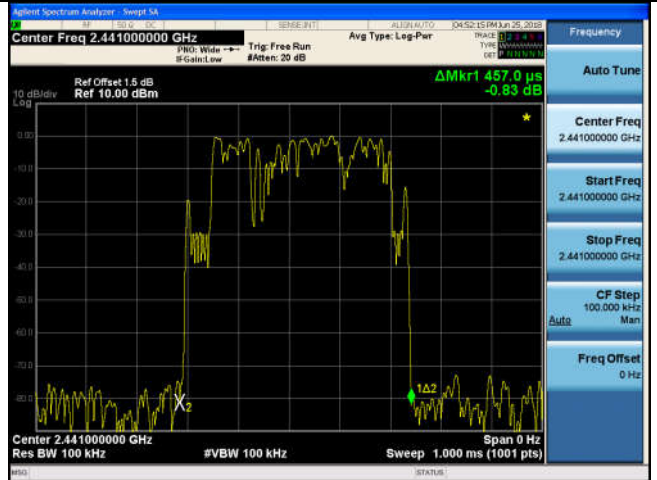 Agilent Spectrum Analyzer - Swept SA
RF 50 Ω DC SENSE:INT ALIGN AUTO 04:52:15 PM Jun 25, 2018
Center Freq 2.441000000 GHz
PNO: Wide
IFGain:Low
Trig: Free Run
#Atten: 20 dB
Avg Type: Log-Pwr
TRACE 1 2 3 4 5 6
TYPE
DET P N N N N N
Frequency
Auto Tune
Center Freq
2.441000000 GHz
Start Freq
2.441000000 GHz
Stop Freq
2.441000000 GHz
CF Step
100.000 kHz
Auto Man
Freq Offset
0 Hz
ΔMkr1 457.0 µs
-0.83 dB
Ref Offset 1.5 dB
10 dB/div Ref 10.00 dBm
Log
0.00
-10.0
-20.0
-30.0
-40.0
-60.0
-70.0
-80.0
X2
1Δ2
Center 2.441000000 GHz Span 0 Hz
Res BW 100 kHz #VBW 100 kHz Sweep 1.000 ms (1001 pts)
MSG STATUS